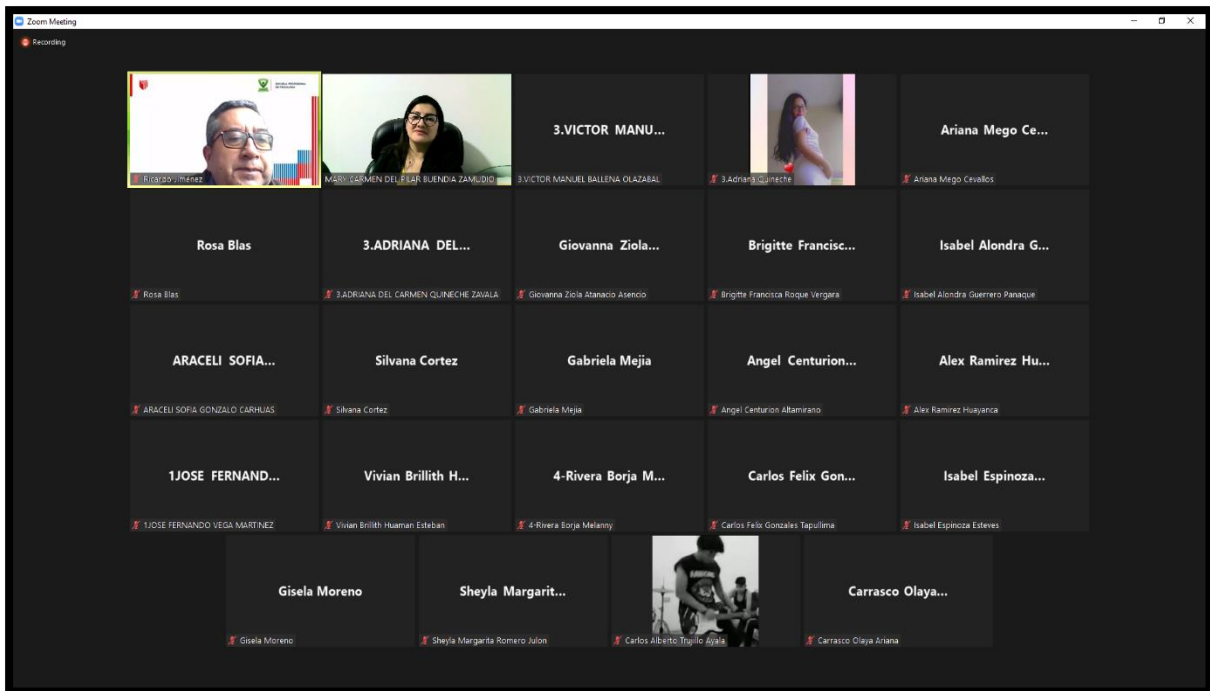 Zoom Meeting
Recording
ESCUELA PROFESIONAL
DE PSICOLOGÍA
Ricardo Jiménez
MARY CARMEN DEL PILAR BUENDIA ZAMUDIO
3.VICTOR MANU...
3.VICTOR MANUEL BALLENA OLAZABAL
3.Adriana Quineche
Ariana Mego Ce...
Ariana Mego Cevallos
Rosa Blas
Rosa Blas
3.ADRIANA DEL...
3.ADRIANA DEL CARMEN QUINECHE ZAVALA
Giovanna Ziola...
Giovanna Ziola Atanacio Asencio
Brigitte Francisc...
Brigitte Francisca Roque Vergara
Isabel Alondra G...
Isabel Alondra Guerrero Panaque
ARACELI SOFIA...
ARACELI SOFIA GONZALO CARHUAS
Silvana Cortez
Silvana Cortez
Gabriela Mejia
Gabriela Mejia
Angel Centurion...
Angel Centurion Altamirano
Alex Ramirez Hu...
Alex Ramirez Huayanca
1JOSE FERNAND...
1JOSE FERNANDO VEGA MARTINEZ
Vivian Brillith H...
Vivian Brillith Huaman Esteban
4-Rivera Borja M...
4-Rivera Borja Melanny
Carlos Felix Gon...
Carlos Felix Gonzales Tapullima
Isabel Espinoza...
Isabel Espinoza Esteves
Gisela Moreno
Gisela Moreno
Sheyla Margarit...
Sheyla Margarita Romero Julon
Carlos Alberto Trujillo Ayala
Carrasco Olaya...
Carrasco Olaya Ariana